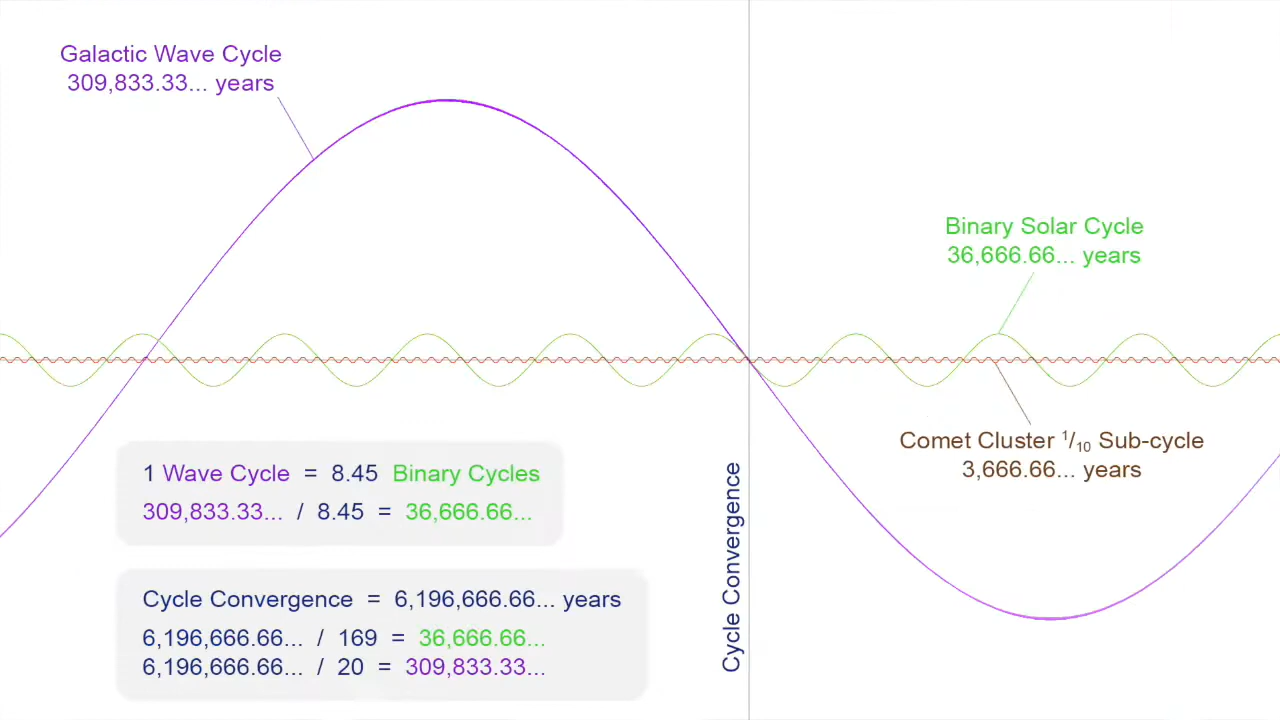 Galactic Wave Cycle
309,833.33... years
Binary Solar Cycle
36,666.66... years
Comet Cluster ¹/₁₀ Sub-cycle
3,666.66... years
1 Wave Cycle = 8.45 Binary Cycles
309,833.33... / 8.45 = 36,666.66...
Cycle Convergence = 6,196,666.66... years
6,196,666.66... / 169 = 36,666.66...
6,196,666.66... / 20 = 309,833.33...
Cycle Convergence